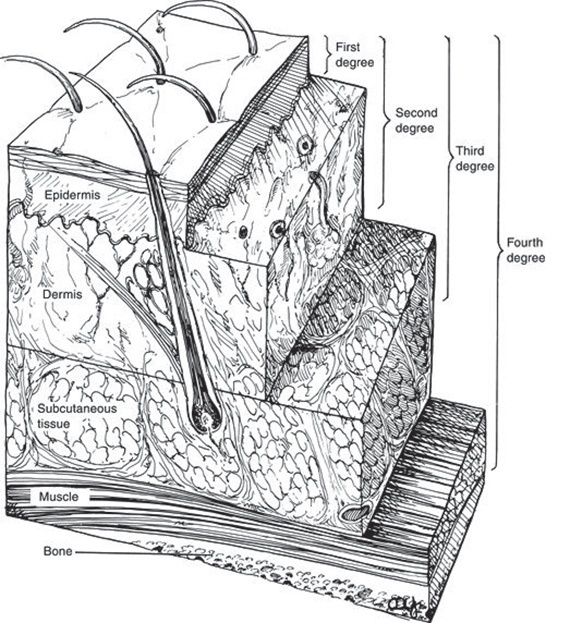 First
degree
Second
degree
Third
degree
Fourth
degree
Epidermis
Dermis
Subcutaneous
tissue
Muscle
Bone